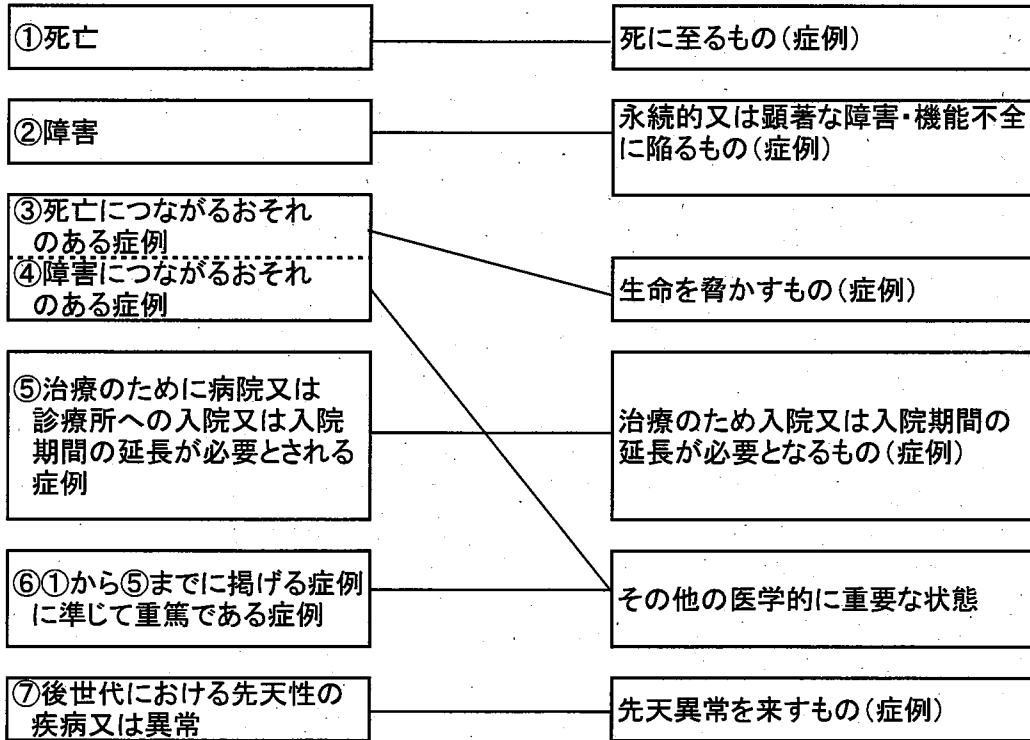 ①死亡
死に至るもの(症例)
②障害
永続的又は顕著な障害・機能不全
に陥るもの(症例)
③死亡につながるおそれ
のある症例
④障害につながるおそれ
のある症例
生命を脅かすもの(症例)
⑤治療のために病院又は
診療所への入院又は入院
期間の延長が必要とされる
症例
治療のため入院又は入院期間の
延長が必要となるもの(症例)
⑥①から⑤までに掲げる症例
に準じて重篤である症例
その他の医学的に重要な状態
⑦後世代における先天性の
疾病又は異常
先天異常を来すもの(症例)